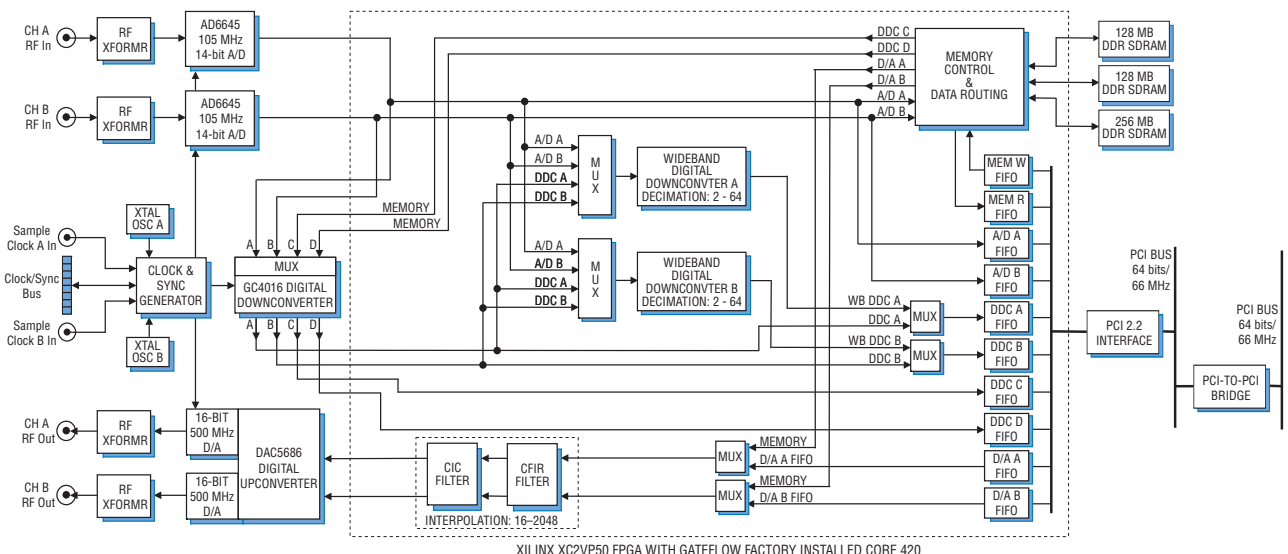 CH A
RF In
RF
XFORMR
AD6645
105 MHz
14-bit A/D
CH B
RF In
RF
XFORMR
AD6645
105 MHz
14-bit A/D
XTAL
OSC A
Sample
Clock A In
Clock/Sync
Bus
Sample
Clock B In
CLOCK &
SYNC
GENERATOR
XTAL
OSC B
A B C D
MUX
GC4016 DIGITAL
DOWNCONVERTER
A B C D
MEMORY
MEMORY
CH A
RF Out
RF
XFORMR
16-BIT
500 MHz
D/A
DAC5686
DIGITAL
UPCONVERTER
CH B
RF Out
RF
XFORMR
16-BIT
500 MHz
D/A
DDC C
DDC D
D/A A
D/A B
A/D A
A/D B
MEMORY
CONTROL
&
DATA ROUTING
128 MB
DDR SDRAM
128 MB
DDR SDRAM
256 MB
DDR SDRAM
A/D A
A/D B
DDC A
DDC B
M
U
X
WIDEBAND
DIGITAL
DOWNCONVTER A
DECIMATION: 2 - 64
A/D A
A/D B
DDC A
DDC B
M
U
X
WIDEBAND
DIGITAL
DOWNCONVTER B
DECIMATION: 2 - 64
WB DDC A
DDC A
MUX
WB DDC B
DDC B
MUX
MEM W
FIFO
MEM R
FIFO
A/D A
FIFO
A/D B
FIFO
DDC A
FIFO
DDC B
FIFO
DDC C
FIFO
DDC D
FIFO
D/A A
FIFO
D/A B
FIFO
CIC
FILTER
CFIR
FILTER
INTERPOLATION: 16–2048
MUX
MEMORY
D/A A FIFO
MUX
MEMORY
D/A B FIFO
PCI 2.2
INTERFACE
PCI BUS
64 bits/
66 MHz
PCI-TO-PCI
BRIDGE
PCI BUS
64 bits/
66 MHz
XILINX XC2VP50 FPGA WITH GATEFLOW FACTORY INSTALLED CORE 420